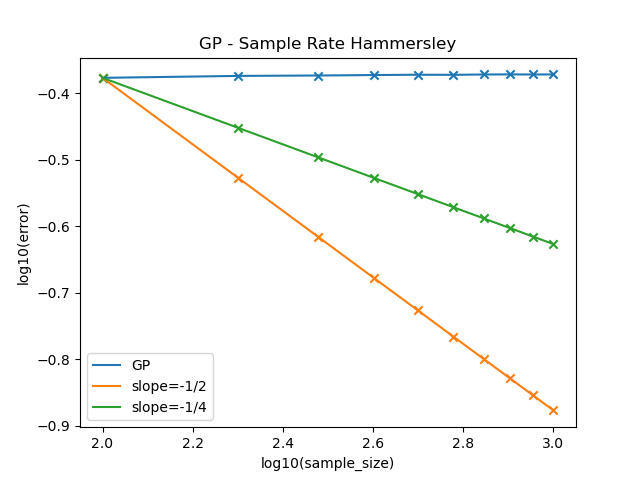 GP - Sample Rate Hammersley
log10(error)
−0.4
−0.5
−0.6
−0.7
−0.8
−0.9
GP
slope=-1/2
slope=-1/4
2.0 2.2 2.4 2.6 2.8 3.0
log10(sample_size)